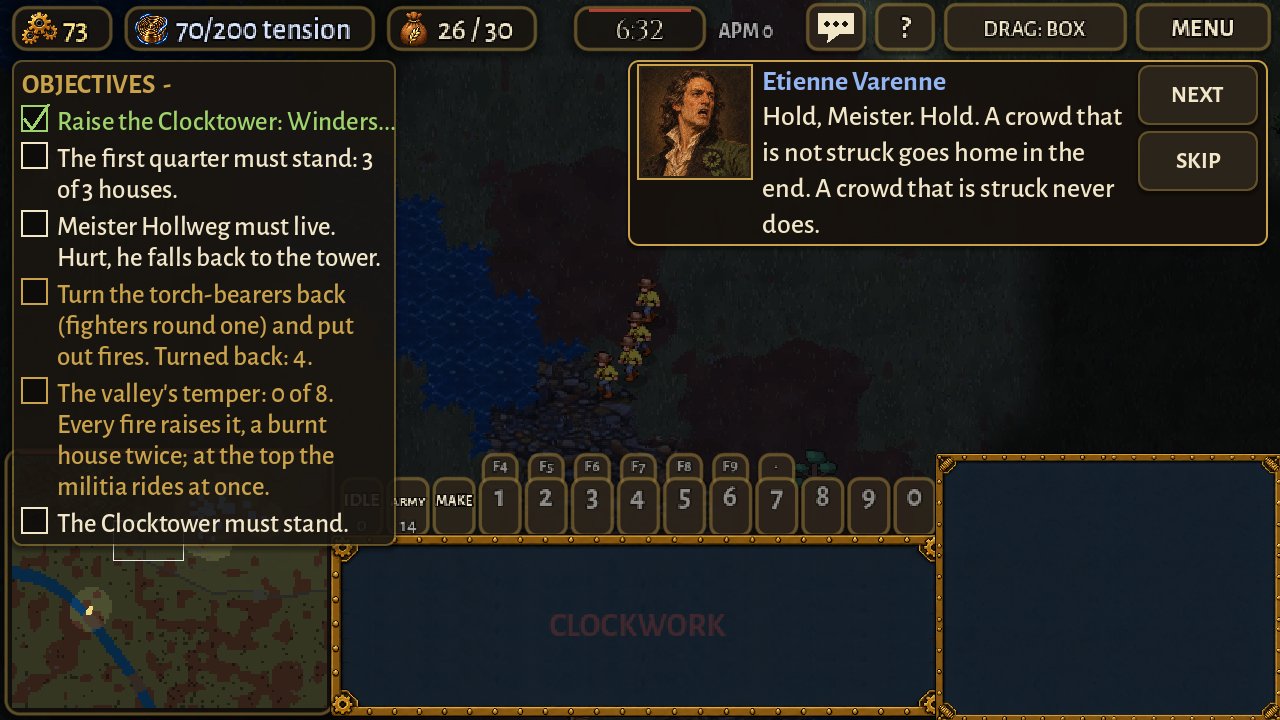 73
70/200 tension
26 / 30
6:32
APM 0
?
DRAG: BOX
MENU
OBJECTIVES -
Raise the Clocktower: Winders...
The first quarter must stand: 3
of 3 houses.
Meister Hollweg must live.
Hurt, he falls back to the tower.
Turn the torch-bearers back
(fighters round one) and put
out fires. Turned back: 4.
The valley's temper: 0 of 8.
Every fire raises it, a burnt
house twice; at the top the
militia rides at once.
The Clocktower must stand.
Etienne Varenne
Hold, Meister. Hold. A crowd that
is not struck goes home in the
end. A crowd that is struck never
does.
NEXT
SKIP
F4 F5 F6 F7 F8 F9 -
IDLE ARMY MAKE 1 2 3 4 5 6 7 8 9 0
0 14
CLOCKWORK